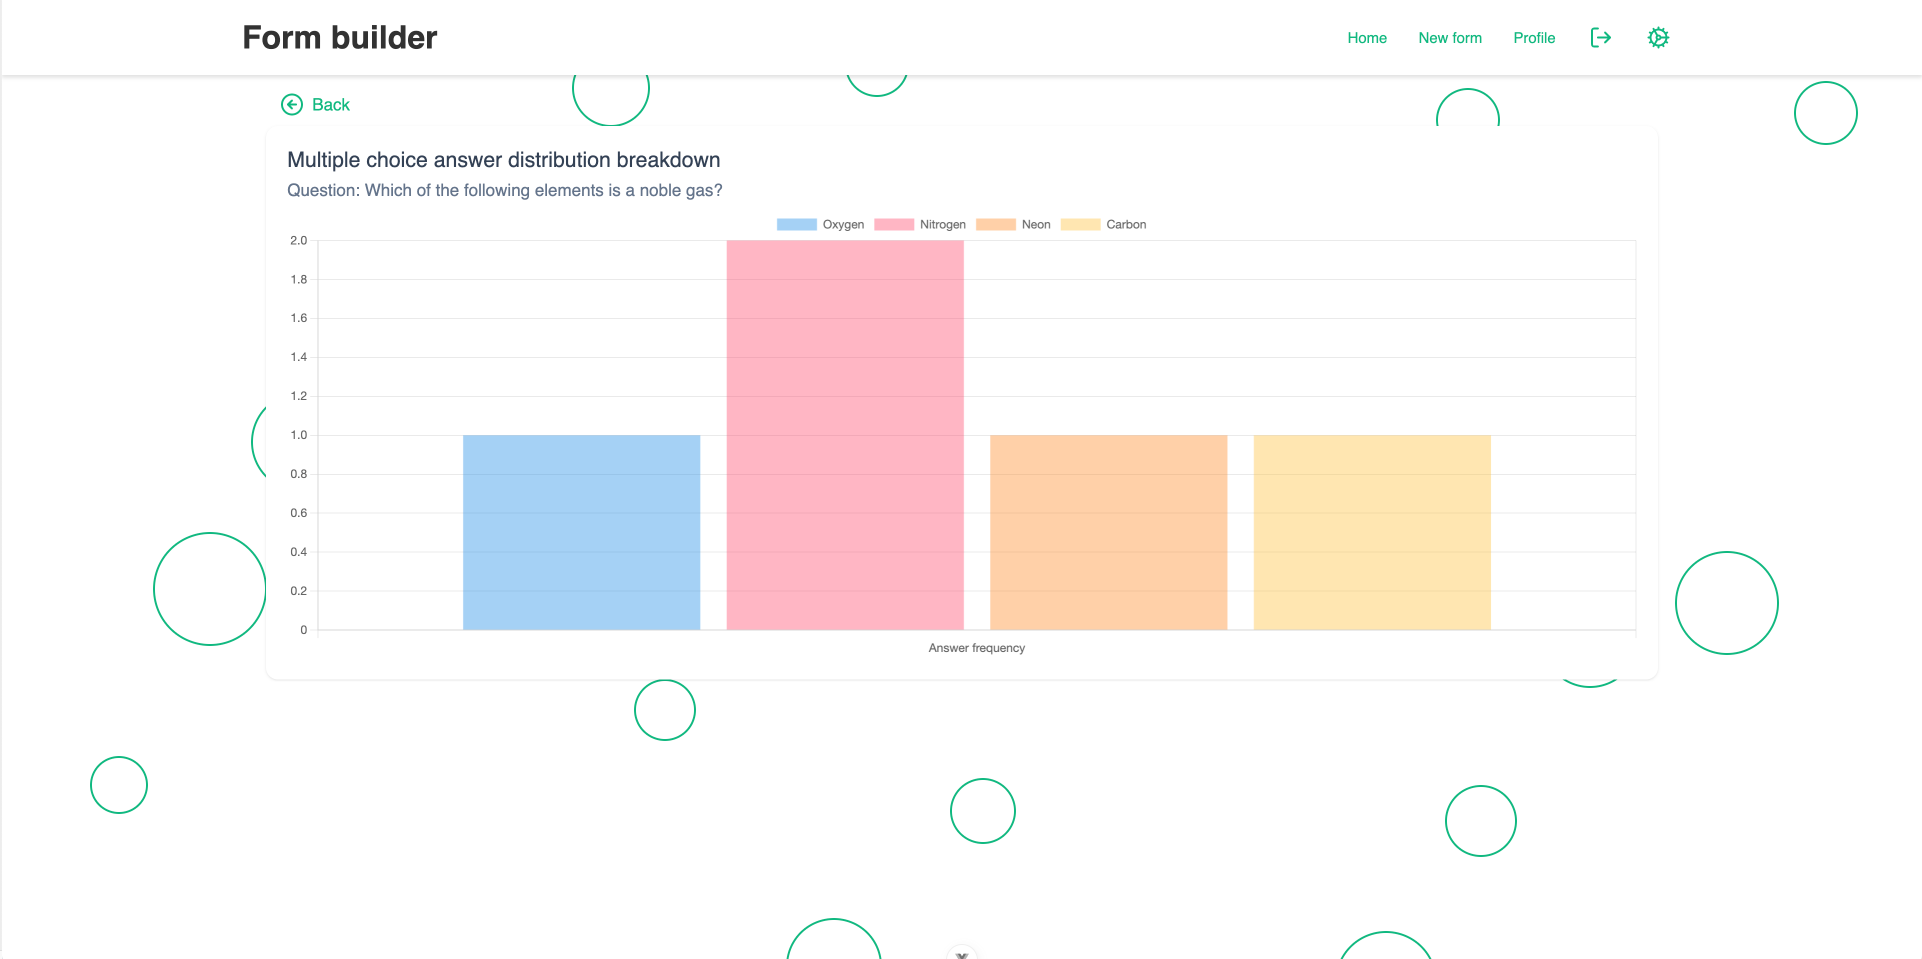 Form builder
Home New form Profile
Back
Multiple choice answer distribution breakdown
Question: Which of the following elements is a noble gas?
Oxygen Nitrogen Neon Carbon
2.0
1.8
1.6
1.4
1.2
1.0
0.8
0.6
0.4
0.2
0
Answer frequency